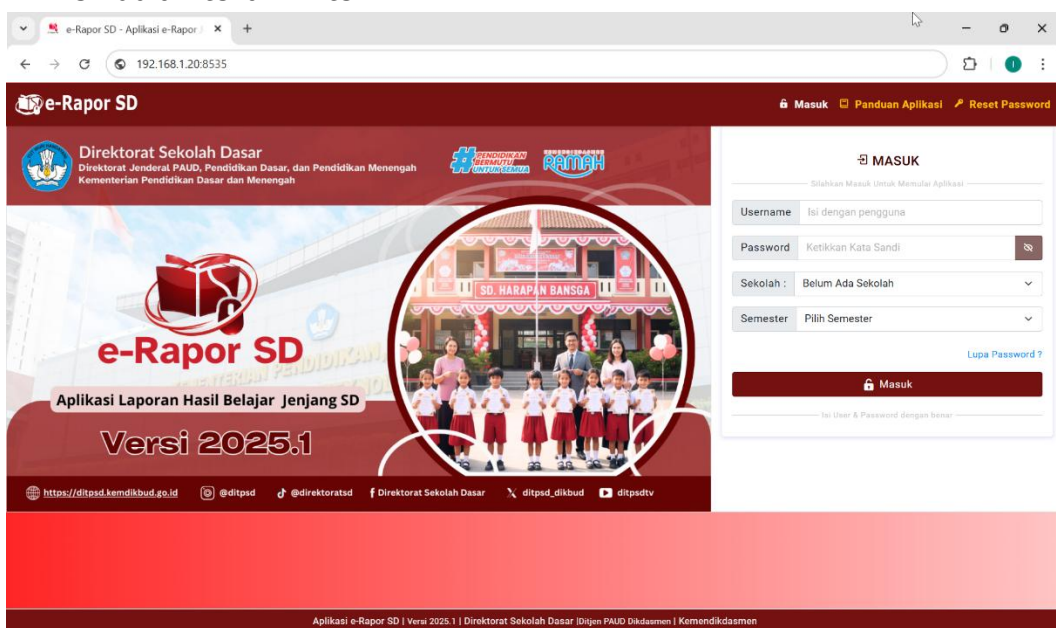 e-Rapor SD - Aplikasi e-Rapor
192.168.1.20:8535
e-Rapor SD
Masuk
Panduan Aplikasi
Reset Password
Direktorat Sekolah Dasar
Direktorat Jenderal PAUD, Pendidikan Dasar, dan Pendidikan Menengah
Kementerian Pendidikan Dasar dan Menengah
#PENDIDIKAN
BERMUTU
UNTUK SEMUA
RAMAH
SD. HARAPAN BANSGA
e-Rapor SD
Aplikasi Laporan Hasil Belajar Jenjang SD
Versi 2025.1
https://ditpsd.kemdikbud.go.id
@ditpsd
@direktoratsd
Direktorat Sekolah Dasar
ditpsd_dikbud
ditpsdtv
MASUK
Silahkan Masuk Untuk Memulai Aplikasi
Username
Isi dengan pengguna
Password
Ketikkan Kata Sandi
Sekolah :
Belum Ada Sekolah
Semester
Pilih Semester
Lupa Password ?
Masuk
Isi User & Password dengan benar
Aplikasi e-Rapor SD | Versi 2025.1 | Direktorat Sekolah Dasar |Ditjen PAUD Dikdasmen | Kemendikdasmen